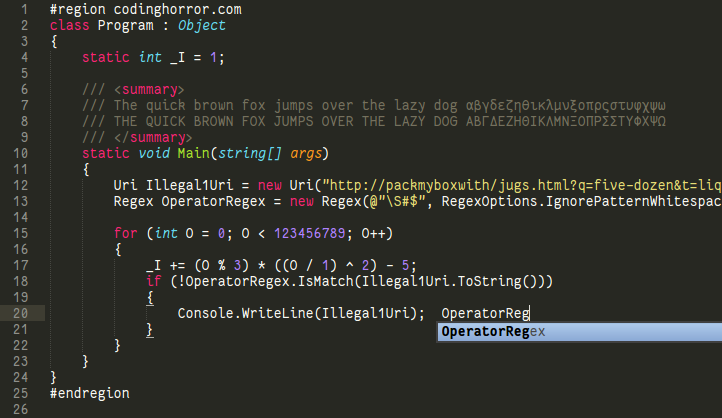 1 #region codinghorror.com
2 class Program : Object
3 {
4 static int _I = 1;
5
6 /// <summary>
7 /// The quick brown fox jumps over the lazy dog αβγδεζηθικλμνξοπρςστυφχψω
8 /// THE QUICK BROWN FOX JUMPS OVER THE LAZY DOG ΑΒΓΔΕΖΗΘΙΚΛΜΝΞΟΠΡΣΣΤΥΦΧΨΩ
9 /// </summary>
10 static void Main(string[] args)
11 {
12 Uri Illegal1Uri = new Uri("http://packmyboxwith/jugs.html?q=five-dozen&t=liq
13 Regex OperatorRegex = new Regex(@"\S#$", RegexOptions.IgnorePatternWhitespac
14
15 for (int O = 0; O < 123456789; O++)
16 {
17 _I += (O % 3) * ((O / 1) ^ 2) - 5;
18 if (!OperatorRegex.IsMatch(Illegal1Uri.ToString()))
19 {
20 Console.WriteLine(Illegal1Uri); OperatorReg
21 } OperatorRegex
22 }
23 }
24 }
25 #endregion
26